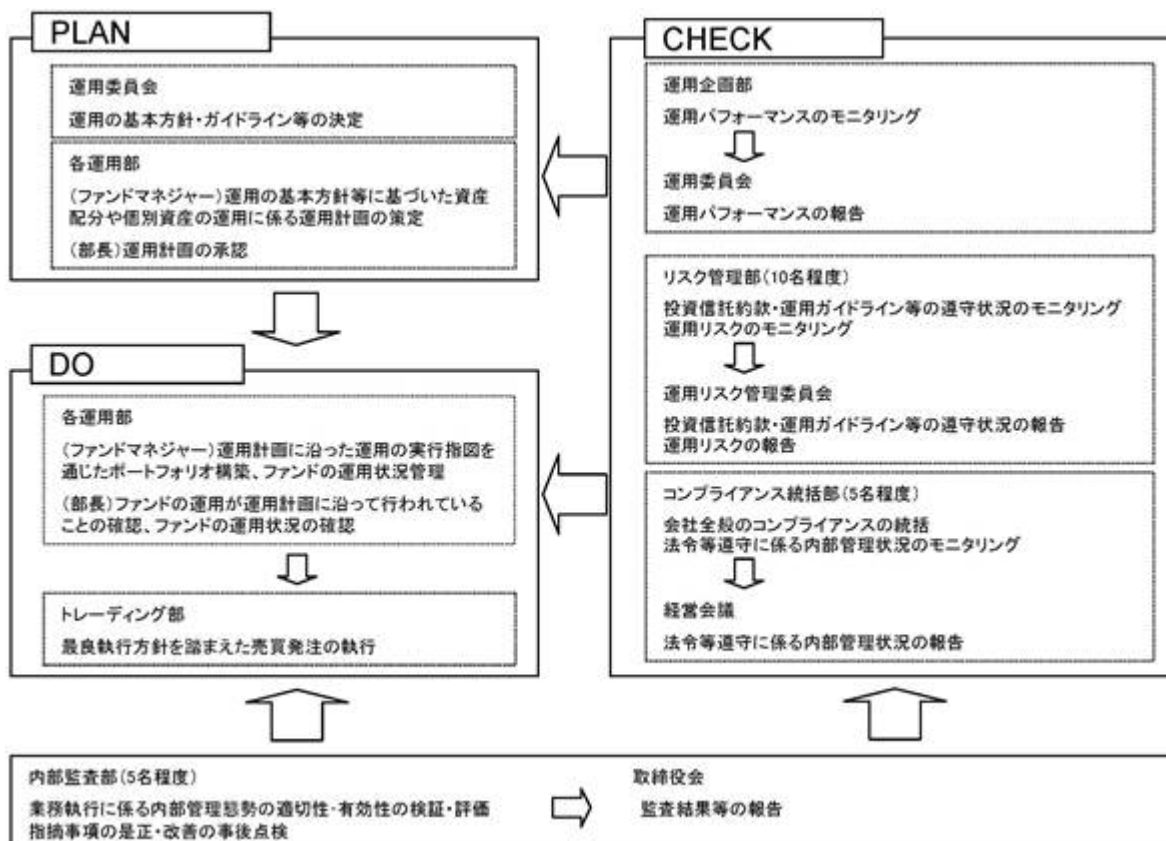 PLAN
運用委員会
運用の基本方針・ガイドライン等の決定
各運用部
(ファンドマネジャー)運用の基本方針等に基づいた資産
配分や個別資産の運用に係る運用計画の策定
(部長)運用計画の承認
DO
各運用部
(ファンドマネジャー)運用計画に沿った運用の実行指図を
通じたポートフォリオ構築、ファンドの運用状況管理
(部長)ファンドの運用が運用計画に沿って行われている
ことの確認、ファンドの運用状況の確認
トレーディング部
最良執行方針を踏まえた売買発注の執行
CHECK
運用企画部
運用パフォーマンスのモニタリング
運用委員会
運用パフォーマンスの報告
リスク管理部(10名程度)
投資信託約款・運用ガイドライン等の遵守状況のモニタリング
運用リスクのモニタリング
運用リスク管理委員会
投資信託約款・運用ガイドライン等の遵守状況の報告
運用リスクの報告
コンプライアンス統括部(5名程度)
会社全般のコンプライアンスの統括
法令等遵守に係る内部管理状況のモニタリング
経営会議
法令等遵守に係る内部管理状況の報告
内部監査部(5名程度)
業務執行に係る内部管理態勢の適切性・有効性の検証・評価
指摘事項の是正・改善の事後点検
取締役会
監査結果等の報告